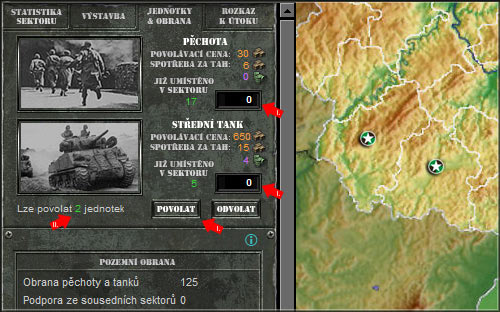 STATISTIKA SEKTORU
VÝSTAVBA
JEDNOTKY & OBRANA
ROZKAZ K ÚTOKU
PĚCHOTA
POVOLÁVACÍ CENA: 30
SPOTŘEBA ZA TAH: 6
0
JIŽ UMÍSTĚNO V SEKTORU
17
0
I.
STŘEDNÍ TANK
POVOLÁVACÍ CENA: 650
SPOTŘEBA ZA TAH: 15
4
JIŽ UMÍSTĚNO V SEKTORU
5
0
I.
Lze povolat 2 jednotek
II.
POVOLAT
ODVOLAT
I.
POZEMNÍ OBRANA
Obrana pěchoty a tanků 125
Podpora ze sousedních sektorů 0